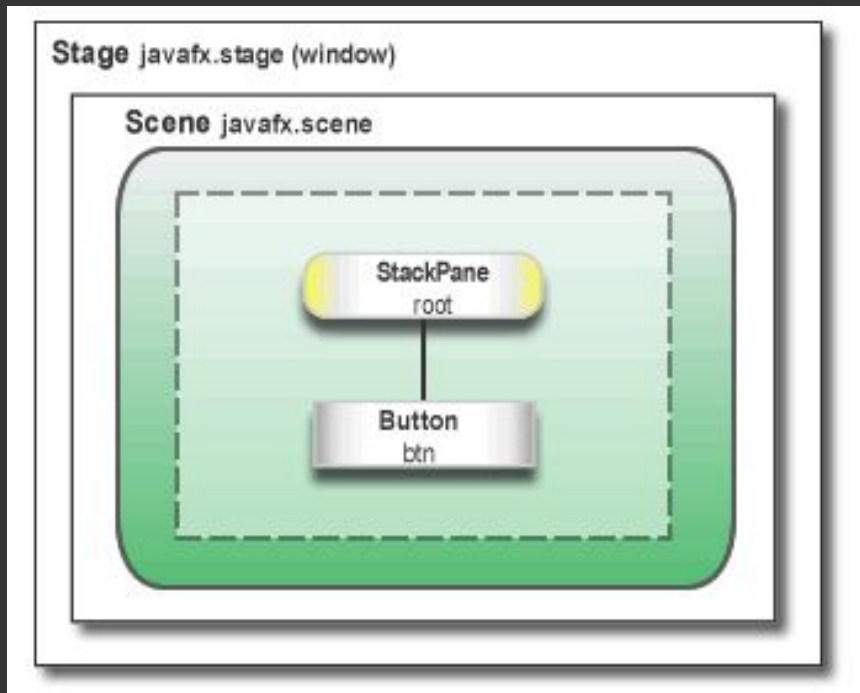 Stage javafx.stage (window)
Scene javafx.scene
StackPane
root
Button
btn